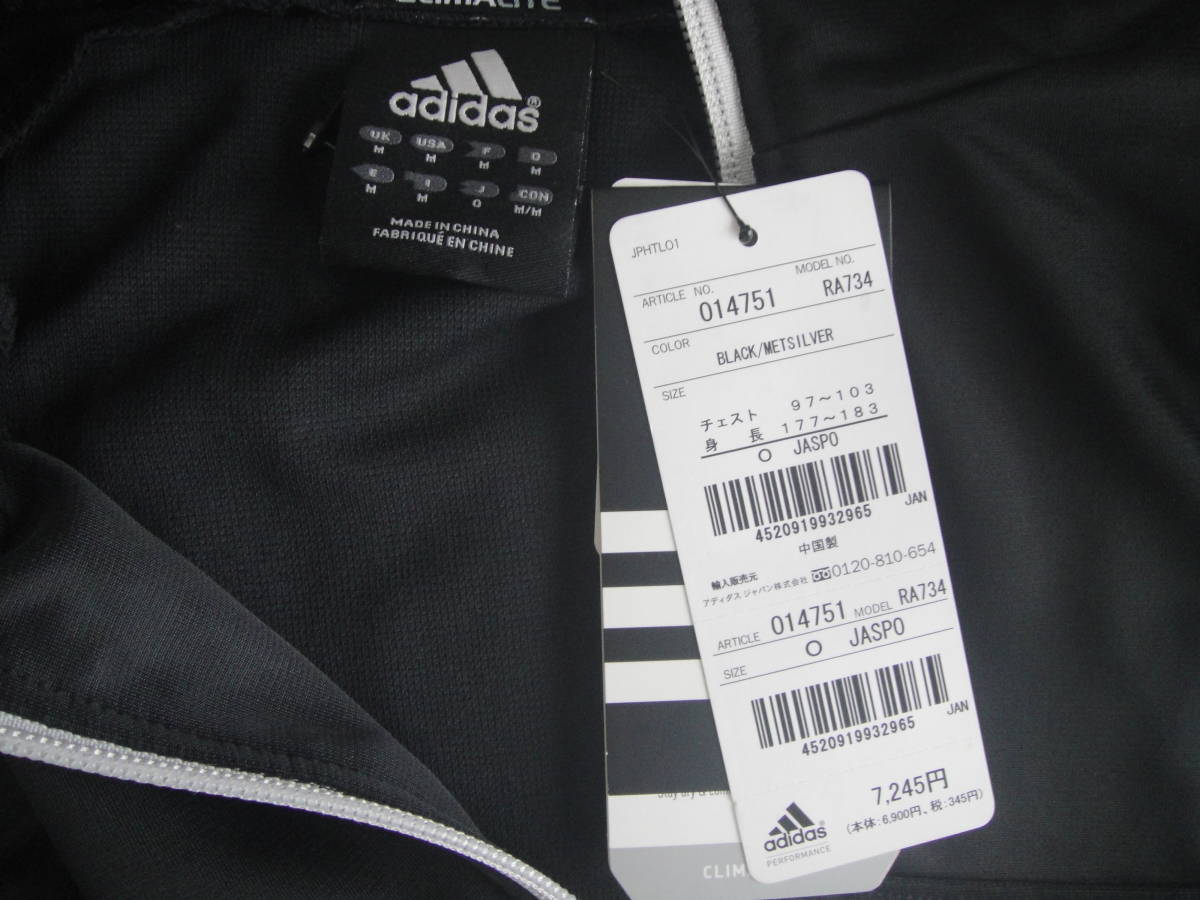 CLIMALITE
adidas®
UK USA F D
M M M M
E I J CON
M M O M/M
MADE IN CHINA
FABRIQUÉ EN CHINE
JPHTL01
ARTICLE NO. 014751 MODEL NO. RA734
COLOR BLACK/METSILVER
SIZE
チェスト 97～103
身 長 177～183
O JASPO
4520919932965 JAN
中国製
輸入販売元
アディダス ジャパン株式会社 0120-810-654
ARTICLE 014751 MODEL RA734
SIZE O JASPO
4520919932965 JAN
7,245円
(本体:6,900円、税:345円)
adidas
PERFORMANCE
Stay dry &
CLIM